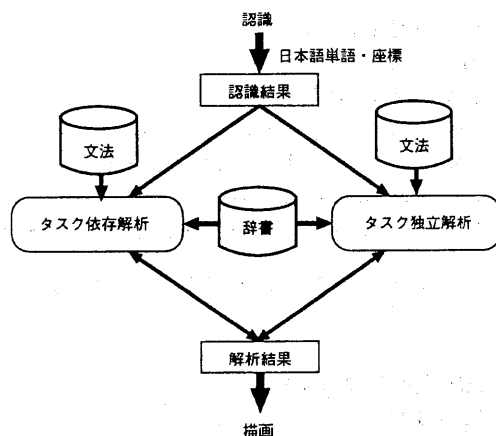 認識
日本語単語・座標
認識結果
文法
文法
タスク依存解析
辞書
タスク独立解析
解析結果
描画